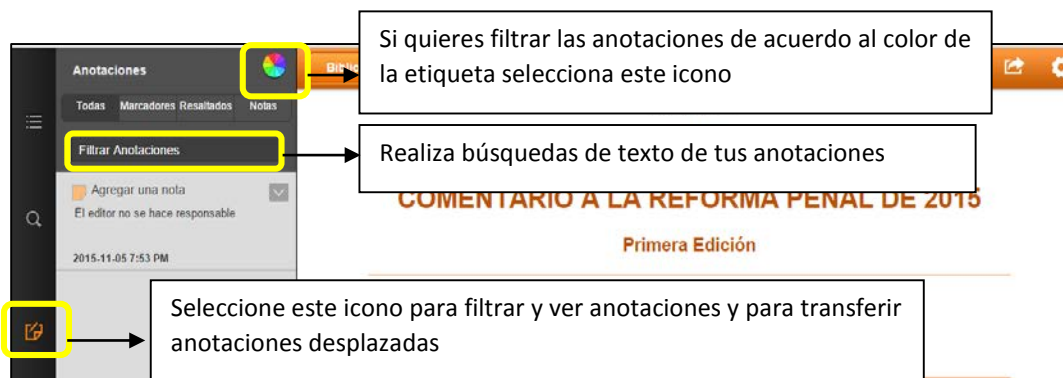 Si quieres filtrar las anotaciones de acuerdo al color de
la etiqueta selecciona este icono
Anotaciones
Todas Marcadores Resaltados Notas
Filtrar Anotaciones
Realiza búsquedas de texto de tus anotaciones
Agregar una nota
El editor no se hace responsable
2015-11-05 7:53 PM
COMENTARIO A LA REFORMA PENAL DE 2015
Primera Edición
Seleccione este icono para filtrar y ver anotaciones y para transferir
anotaciones desplazadas